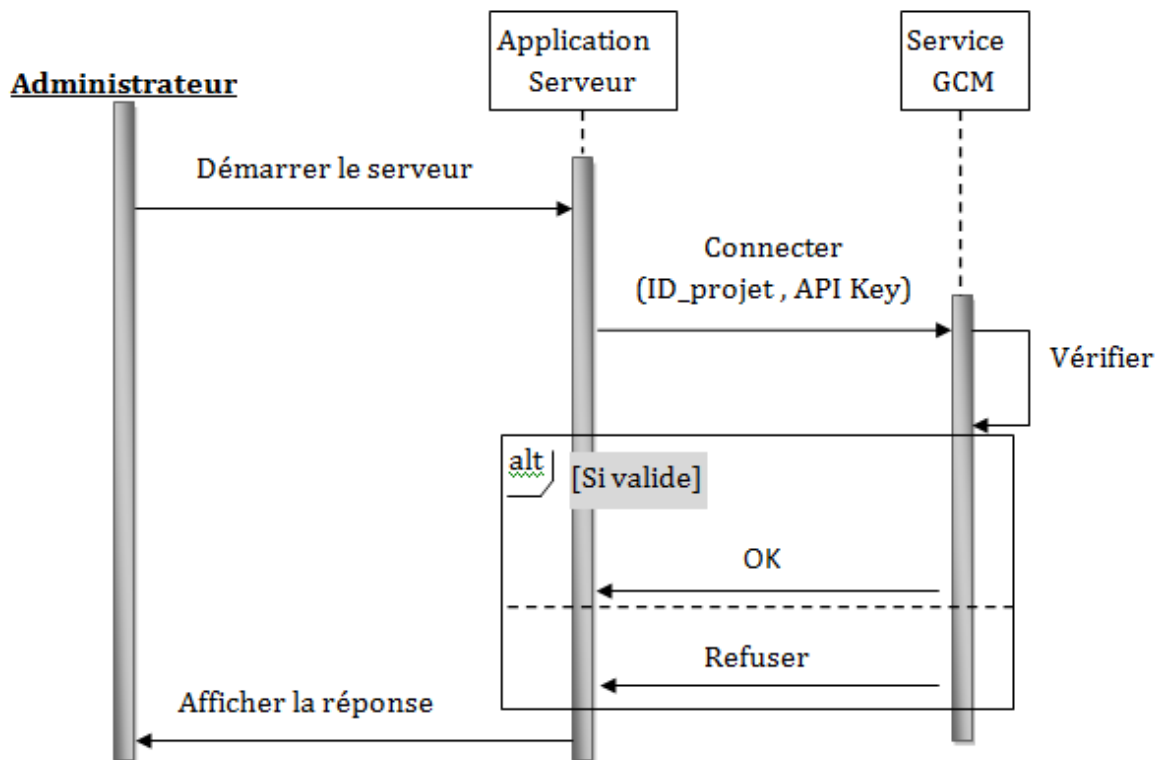 Application
Serveur
Service
GCM
Administrateur
Démarrer le serveur
Connecter
(ID_projet , API Key)
Vérifier
alt
[Si valide]
OK
Refuser
Afficher la réponse